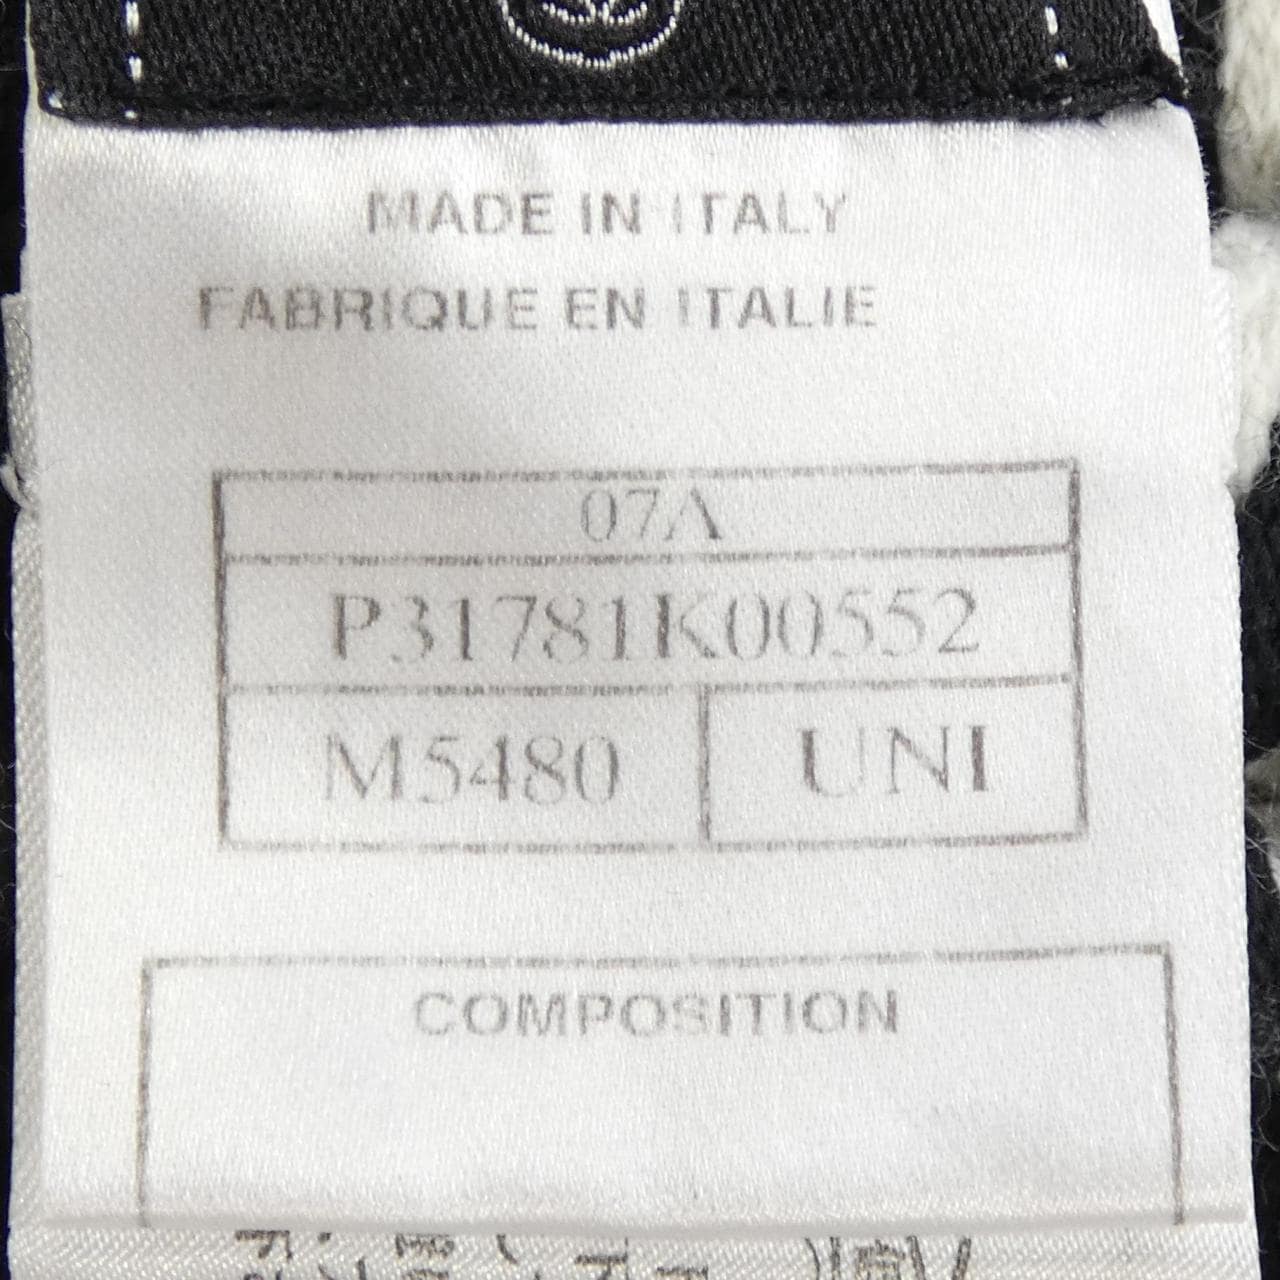 MADE IN ITALY
FABRIQUE EN ITALIE
07A
P31781K00552
M5480 UNI
COMPOSITION